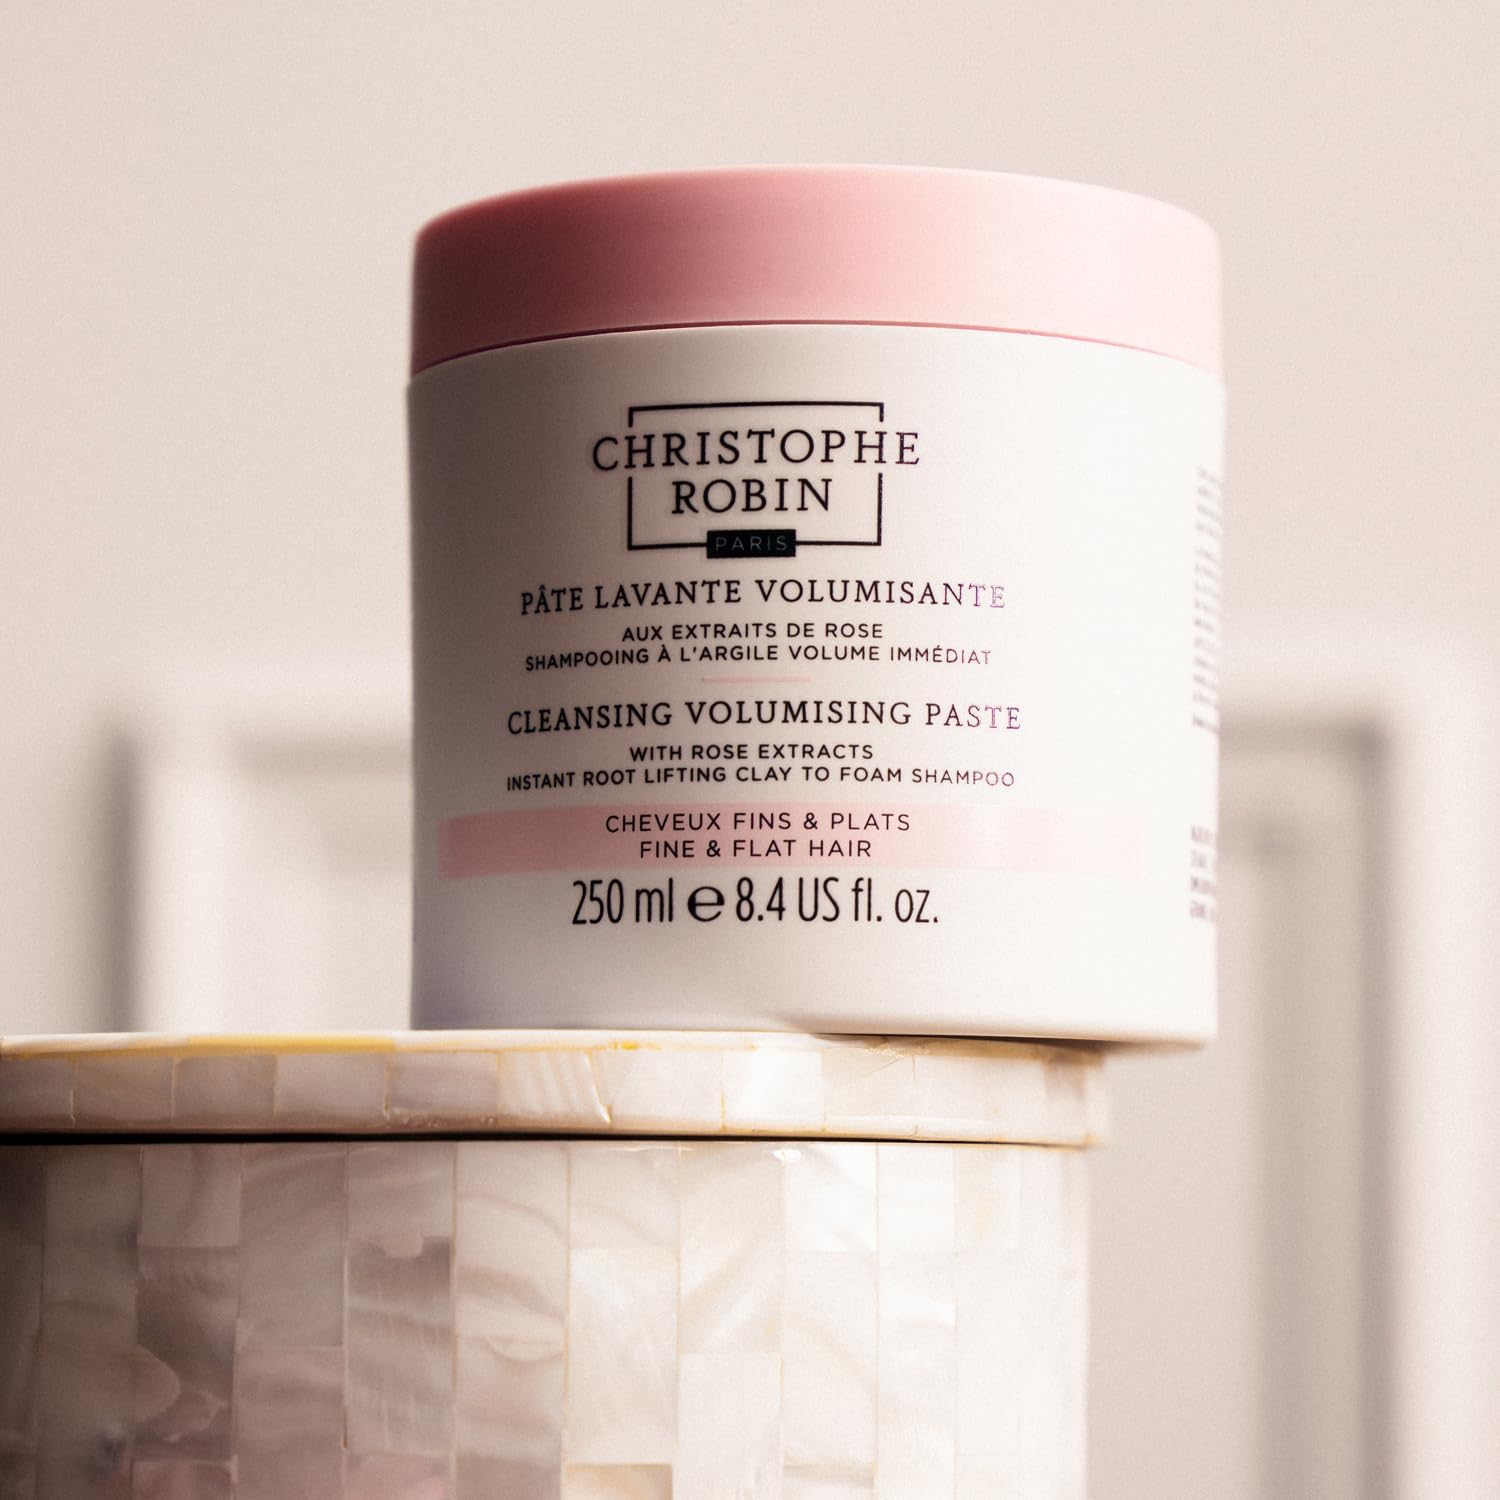 CHRISTOPHE
ROBIN
PARIS
PÂTE LAVANTE VOLUMISANTE
AUX EXTRAITS DE ROSE
SHAMPOOING À L'ARGILE VOLUME IMMÉDIAT
CLEANSING VOLUMISING PASTE
WITH ROSE EXTRACTS
INSTANT ROOT LIFTING CLAY TO FOAM SHAMPOO
CHEVEUX FINS & PLATS
FINE & FLAT HAIR
250 ml ℮ 8.4 US fl. oz.